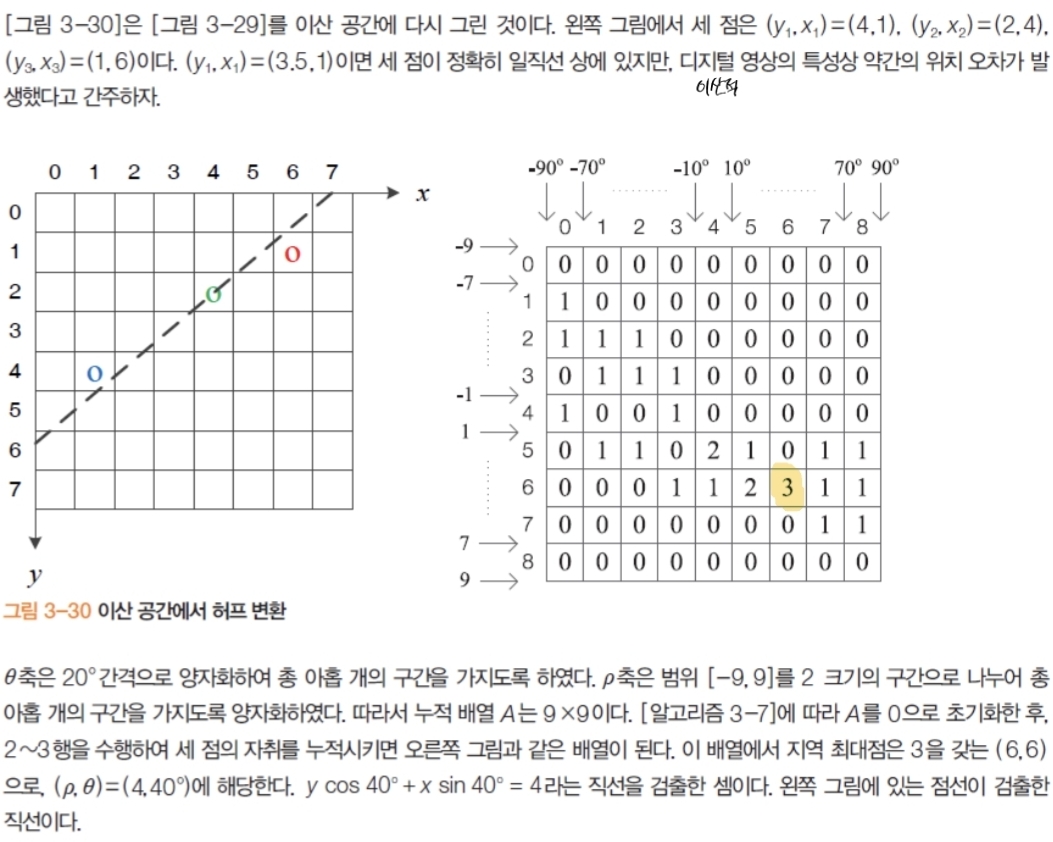 [그림 3-30]은 [그림 3-29]를 이산 공간에 다시 그린 것이다. 왼쪽 그림에서 세 점은 (y₁, x₁)=(4,1), (y₂, x₂)=(2,4),
(y₃, x₃)=(1,6)이다. (y₁, x₁)=(3.5,1)이면 세 점이 정확히 일직선 상에 있지만, 디지털 영상의 특성상 약간의 위치 오차가 발
이산적
생했다고 간주하자.
0 1 2 3 4 5 6 7
x
0
1
2
3
4
5
6
7
y
O
O
O
-90° -70° -10° 10° 70° 90°
0 1 2 3 4 5 6 7 8
-9
-7
-1
1
7
9
0 0 0 0 0 0 0 0 0 0
1 1 0 0 0 0 0 0 0 0
2 1 1 1 0 0 0 0 0 0
3 0 1 1 1 0 0 0 0 0
4 1 0 0 1 0 0 0 0 0
5 0 1 1 0 2 1 0 1 1
6 0 0 0 1 1 2 3 1 1
7 0 0 0 0 0 0 0 1 1
8 0 0 0 0 0 0 0 0 0
그림 3-30 이산 공간에서 허프 변환
θ축은 20°간격으로 양자화하여 총 아홉 개의 구간을 가지도록 하였다. ρ축은 범위 [-9, 9]를 2 크기의 구간으로 나누어 총
아홉 개의 구간을 가지도록 양자화하였다. 따라서 누적 배열 A는 9×9이다. [알고리즘 3-7]에 따라 A를 0으로 초기화한 후,
2~3행을 수행하여 세 점의 자취를 누적시키면 오른쪽 그림과 같은 배열이 된다. 이 배열에서 지역 최대점은 3을 갖는 (6,6)
으로, (ρ, θ)=(4,40°)에 해당한다. y cos 40°+x sin 40° = 4라는 직선을 검출한 셈이다. 왼쪽 그림에 있는 점선이 검출한
직선이다.